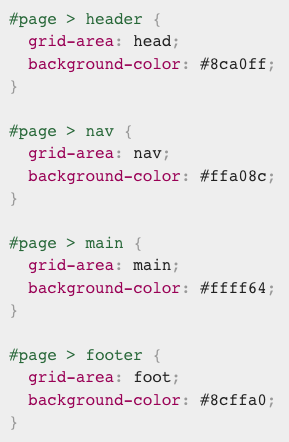 #page > header {
  grid-area: head;
  background-color: #8ca0ff;
}

#page > nav {
  grid-area: nav;
  background-color: #ffa08c;
}

#page > main {
  grid-area: main;
  background-color: #ffff64;
}

#page > footer {
  grid-area: foot;
  background-color: #8cffa0;
}